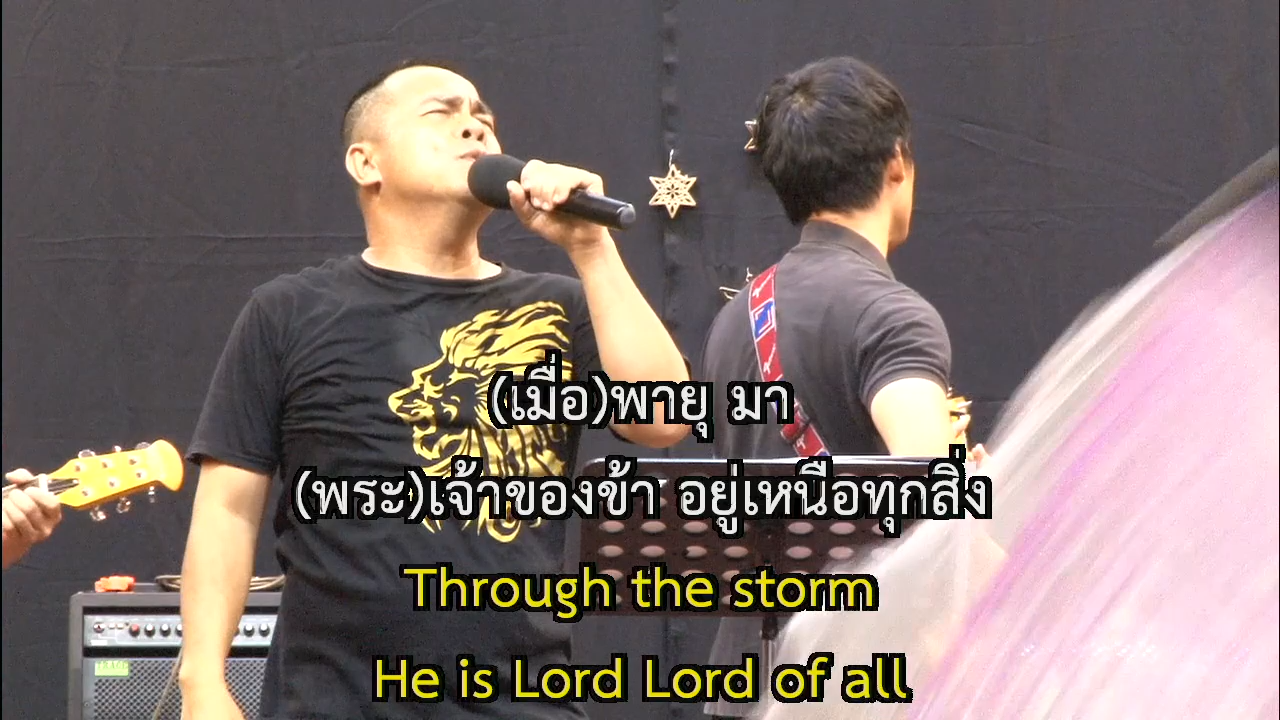 (เมื่อ)พายุ มา
(พระ)เจ้าของข้า อยู่เหนือทุกสิ่ง
Through the storm
He is Lord Lord of all